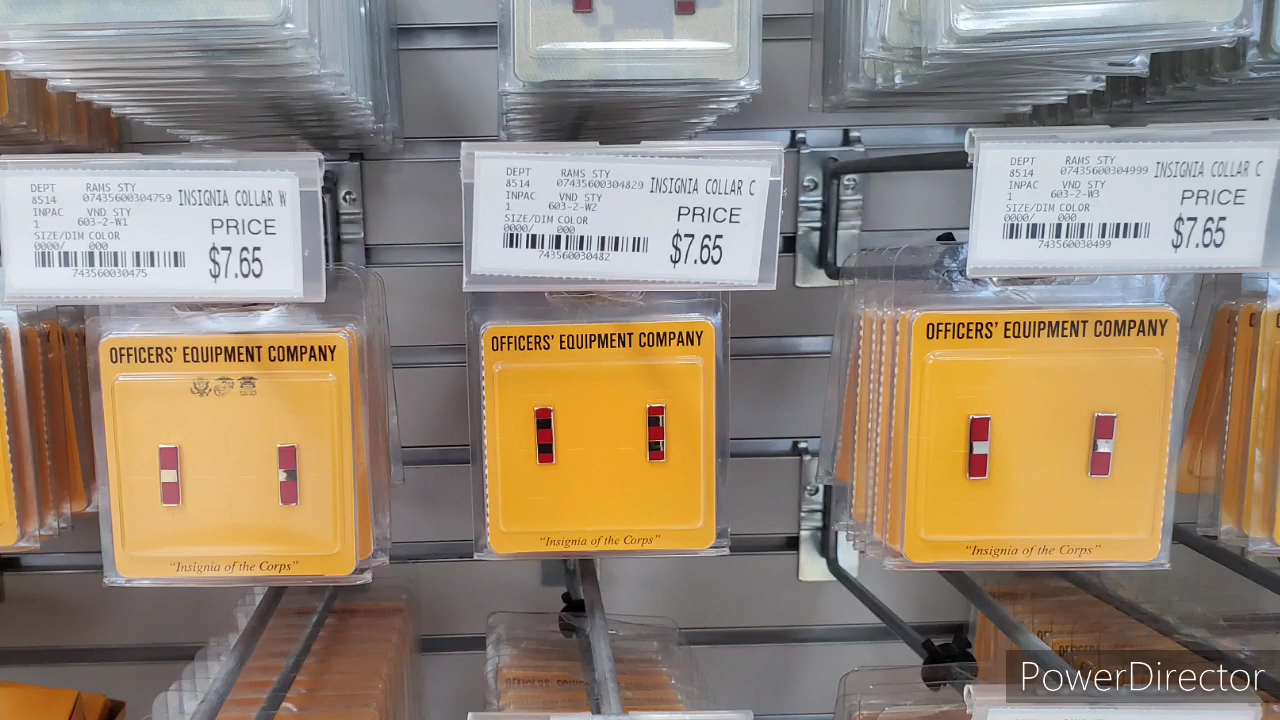 DEPT RAMS STY
8514 07435600304759 INSIGNIA COLLAR W
INPAC VND STY PRICE
1 603-2-W1
SIZE/DIM COLOR
0000/ 000
$7.65
743560030475
DEPT RAMS STY
8514 07435600304829 INSIGNIA COLLAR C
INPAC VND STY PRICE
1 603-2-W2
SIZE/DIM COLOR
0000/ 000
$7.65
743560030482
DEPT RAMS STY
8514 07435600304999 INSIGNIA COLLAR C
INPAC VND STY PRICE
1 603-2-W3
SIZE/DIM COLOR
0000/ 000
$7.65
743560030499
OFFICERS' EQUIPMENT COMPANY
"Insignia of the Corps"
OFFICERS' EQUIPMENT COMPANY
"Insignia of the Corps"
OFFICERS' EQUIPMENT COMPANY
"Insignia of the Corps"
PowerDirector